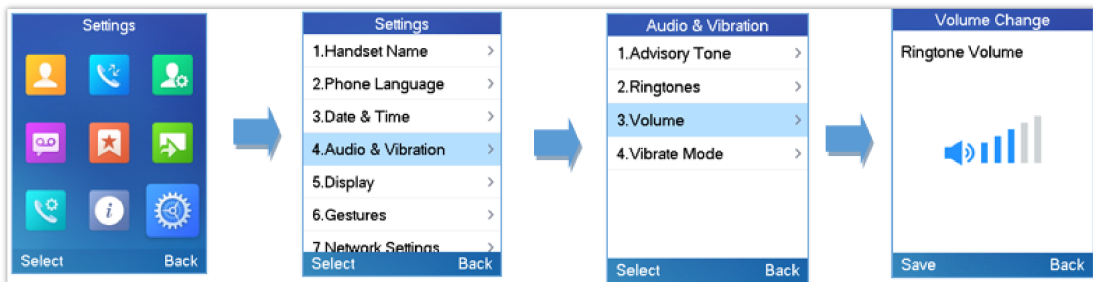 Settings
Select Back
Settings
1.Handset Name
2.Phone Language
3.Date & Time
4.Audio & Vibration
5.Display
6.Gestures
7.Network Settings
Select Back
Audio & Vibration
1.Advisory Tone
2.Ringtones
3.Volume
4.Vibrate Mode
Select Back
Volume Change
Ringtone Volume
Save Back